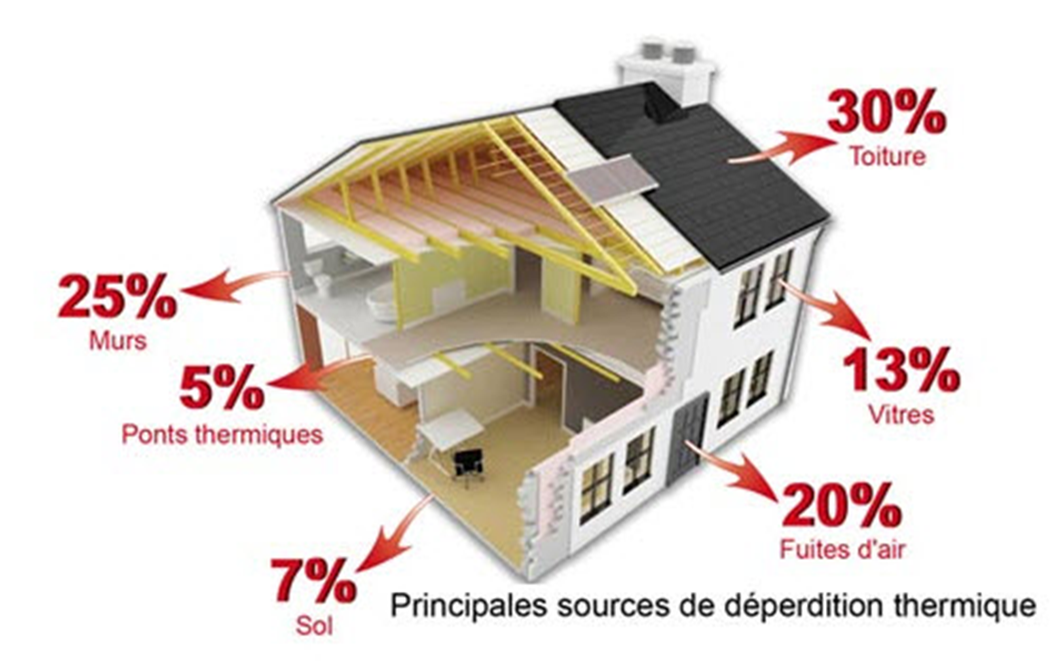 30%
Toiture
25%
Murs
5%
Ponts thermiques
13%
Vitres
20%
Fuites d'air
7%
Sol
Principales sources de déperdition thermique